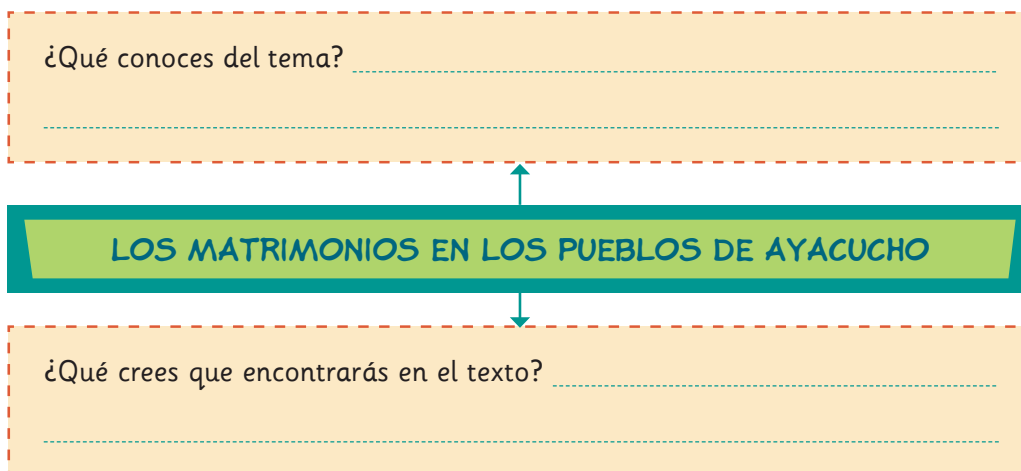 ¿Qué conoces del tema?
LOS MATRIMONIOS EN LOS PUEBLOS DE AYACUCHO
¿Qué crees que encontrarás en el texto?